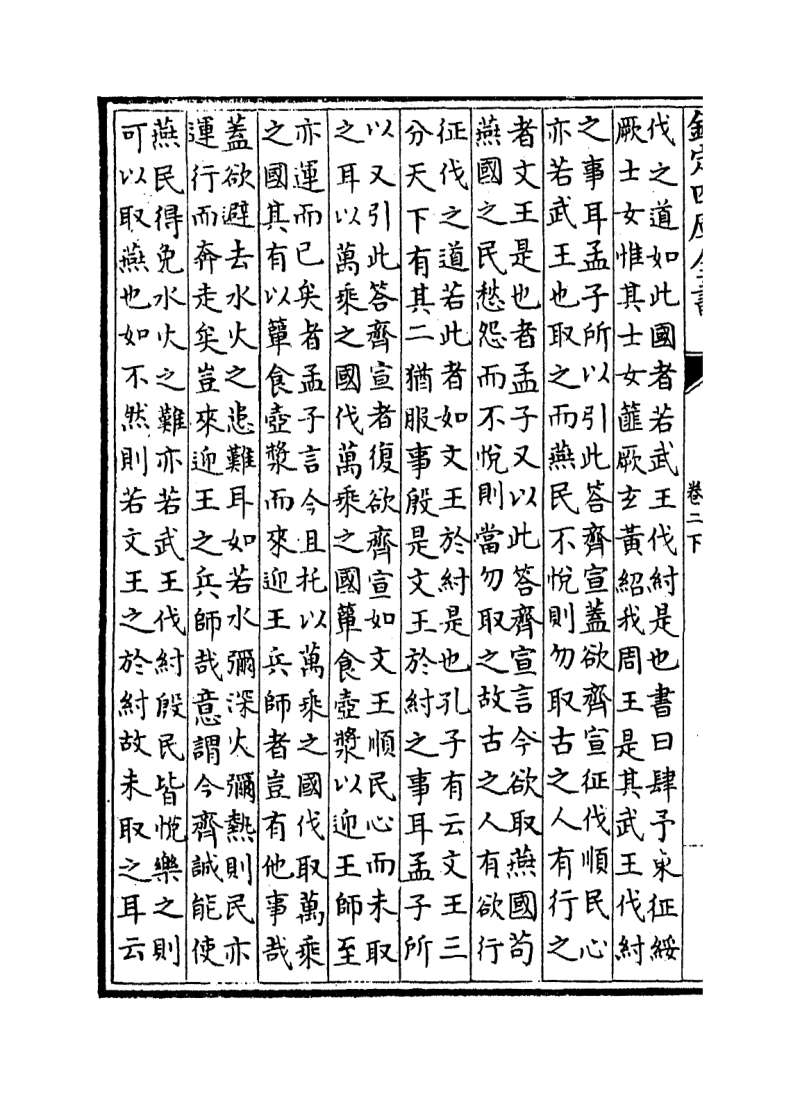 欽定四庫全書
卷二下
伐之道如此國者若武王伐紂是也書曰肆予東征綏
厥士女惟其士女篚厥玄黃紹我周王是其武王伐紂
之事耳孟子所以引此答齊宣蓋欲齊宣征伐順民心
亦若武王也取之而燕民不悅則勿取古之人有行之
者文王是也者孟子又以此答齊宣言今欲取燕國茍
燕國之民愁怨而不悅則當勿取之故古之人有欲行
征伐之道若此者如文王於紂是也孔子有云文王三
分天下有其二猶服事殷是文王於紂之事耳孟子所
以又引此答齊宣者復欲齊宣如文王順民心而未取
之耳以萬乘之國伐萬乘之國簞食壺漿以迎王師至
亦運而已矣者孟子言今且托以萬乘之國伐取萬乘
之國其有以簞食壺漿而來迎王兵師者豈有他事哉
蓋欲避去水火之患難耳如若水彌深火彌熱則民亦
運行而奔走矣豈來迎王之兵師哉意謂今齊誠能使
燕民得免水火之難亦若武王伐紂殷民皆悅樂之則
可以取燕也如不然則若文王之於紂故未取之耳云